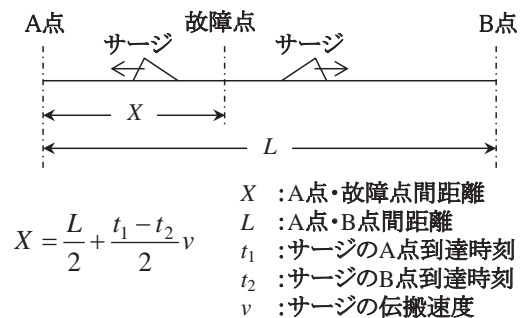 A点 故障点 B点
サージ サージ
X
L
X = L/2 + (t₁ − t₂)/2 v
X :A点・故障点間距離
L :A点・B点間距離
t₁ :サージのA点到達時刻
t₂ :サージのB点到達時刻
v :サージの伝搬速度